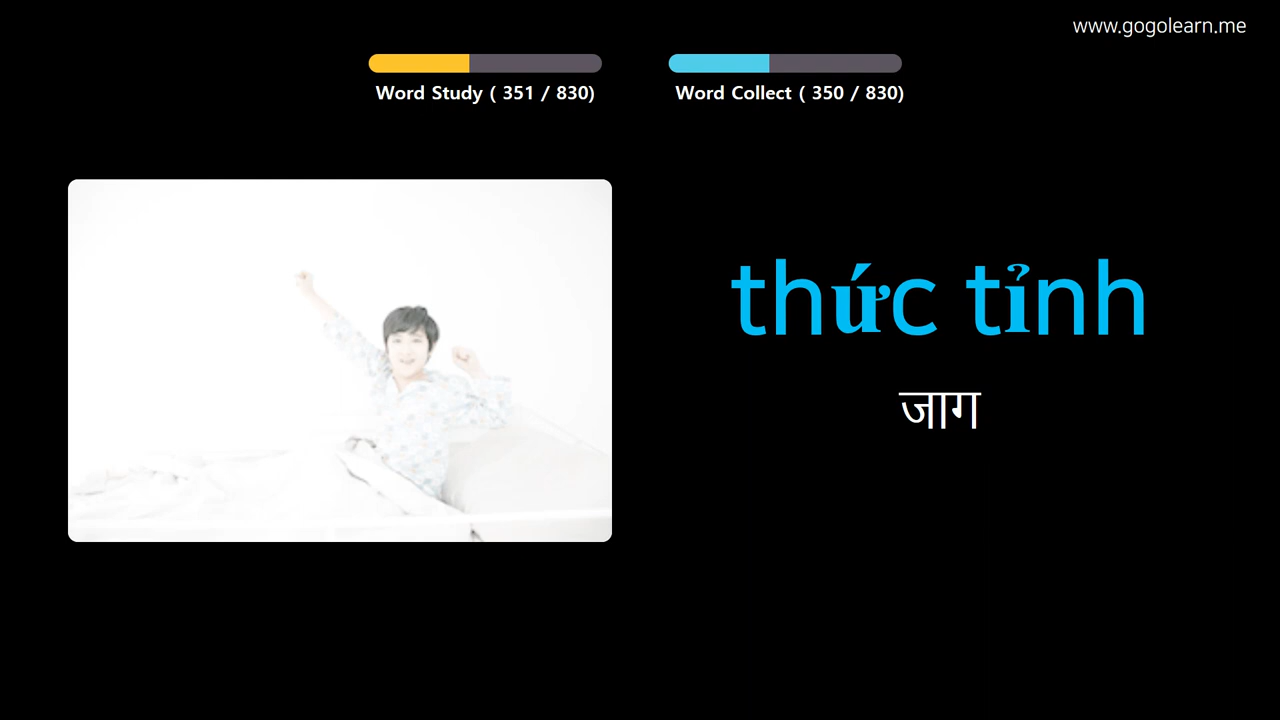 www.gogolearn.me
Word Study ( 351 / 830)
Word Collect ( 350 / 830)
thức tỉnh
जाग